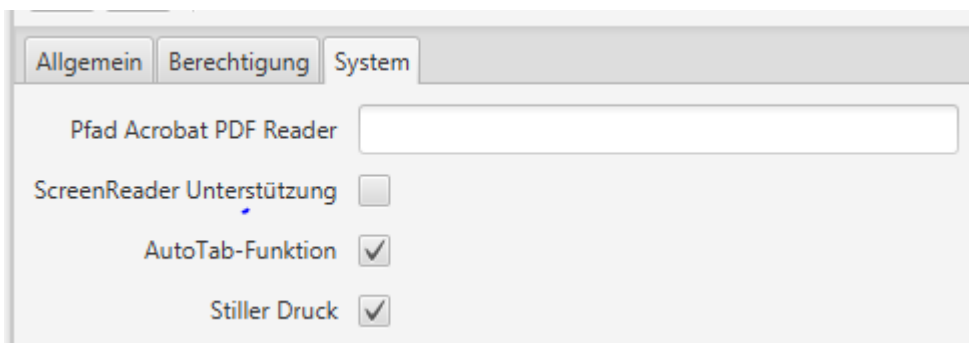 Allgemein Berechtigung System
Pfad Acrobat PDF Reader
ScreenReader Unterstützung
AutoTab-Funktion
Stiller Druck